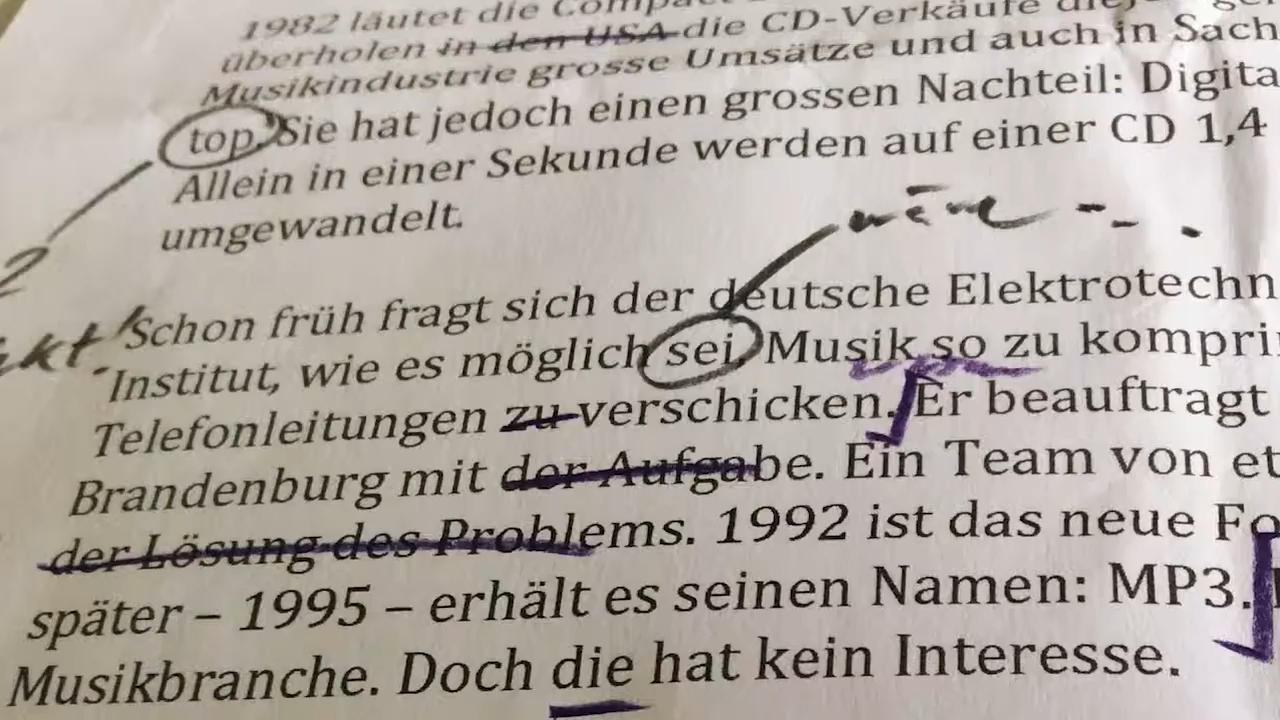 1982 läutet die Compac
überholen in den USA die CD-Verkäufe die
Musikindustrie grosse Umsätze und auch in Sach
top. Sie hat jedoch einen grossen Nachteil: Digita
Allein in einer Sekunde werden auf einer CD 1,4
umgewandelt.
wäre
Schon früh fragt sich der deutsche Elektrotechn
Institut, wie es möglich sei, Musik so zu kompri
Telefonleitungen zu verschicken. Er beauftragt
Brandenburg mit der Aufgabe. Ein Team von et
der Lösung des Problems. 1992 ist das neue Fo
später – 1995 – erhält es seinen Namen: MP3.
Musikbranche. Doch die hat kein Interesse.